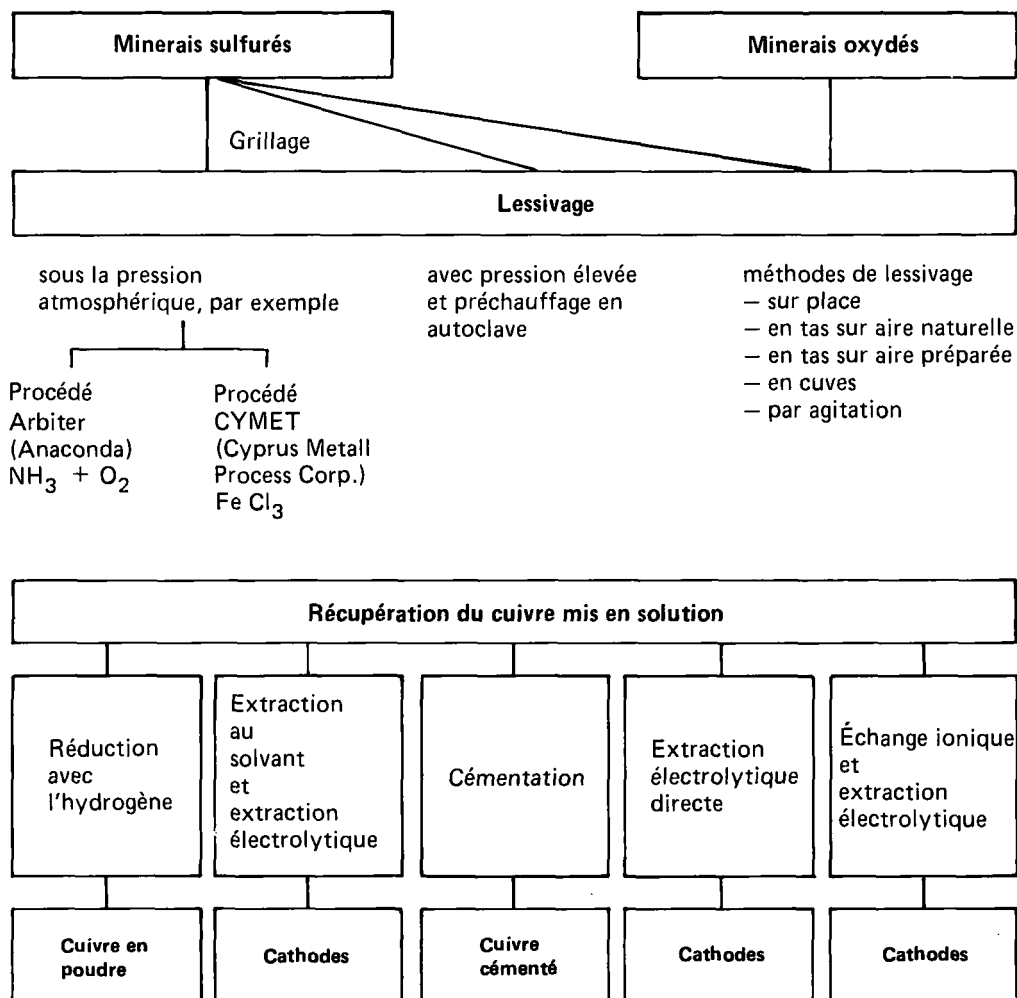 Minerais sulfurés
Minerais oxydés
Grillage
Lessivage
sous la pression
atmosphérique, par exemple
Procédé
Arbiter
(Anaconda)
NH3 + O2
Procédé
CYMET
(Cyprus Metall
Process Corp.)
Fe Cl3
avec pression élevée
et préchauffage en
autoclave
méthodes de lessivage
– sur place
– en tas sur aire naturelle
– en tas sur aire préparée
– en cuves
– par agitation
Récupération du cuivre mis en solution
Réduction
avec
l'hydrogène
Extraction
au
solvant
et
extraction
électrolytique
Cémentation
Extraction
électrolytique
directe
Échange ionique
et
extraction
électrolytique
Cuivre en
poudre
Cathodes
Cuivre
cémenté
Cathodes
Cathodes